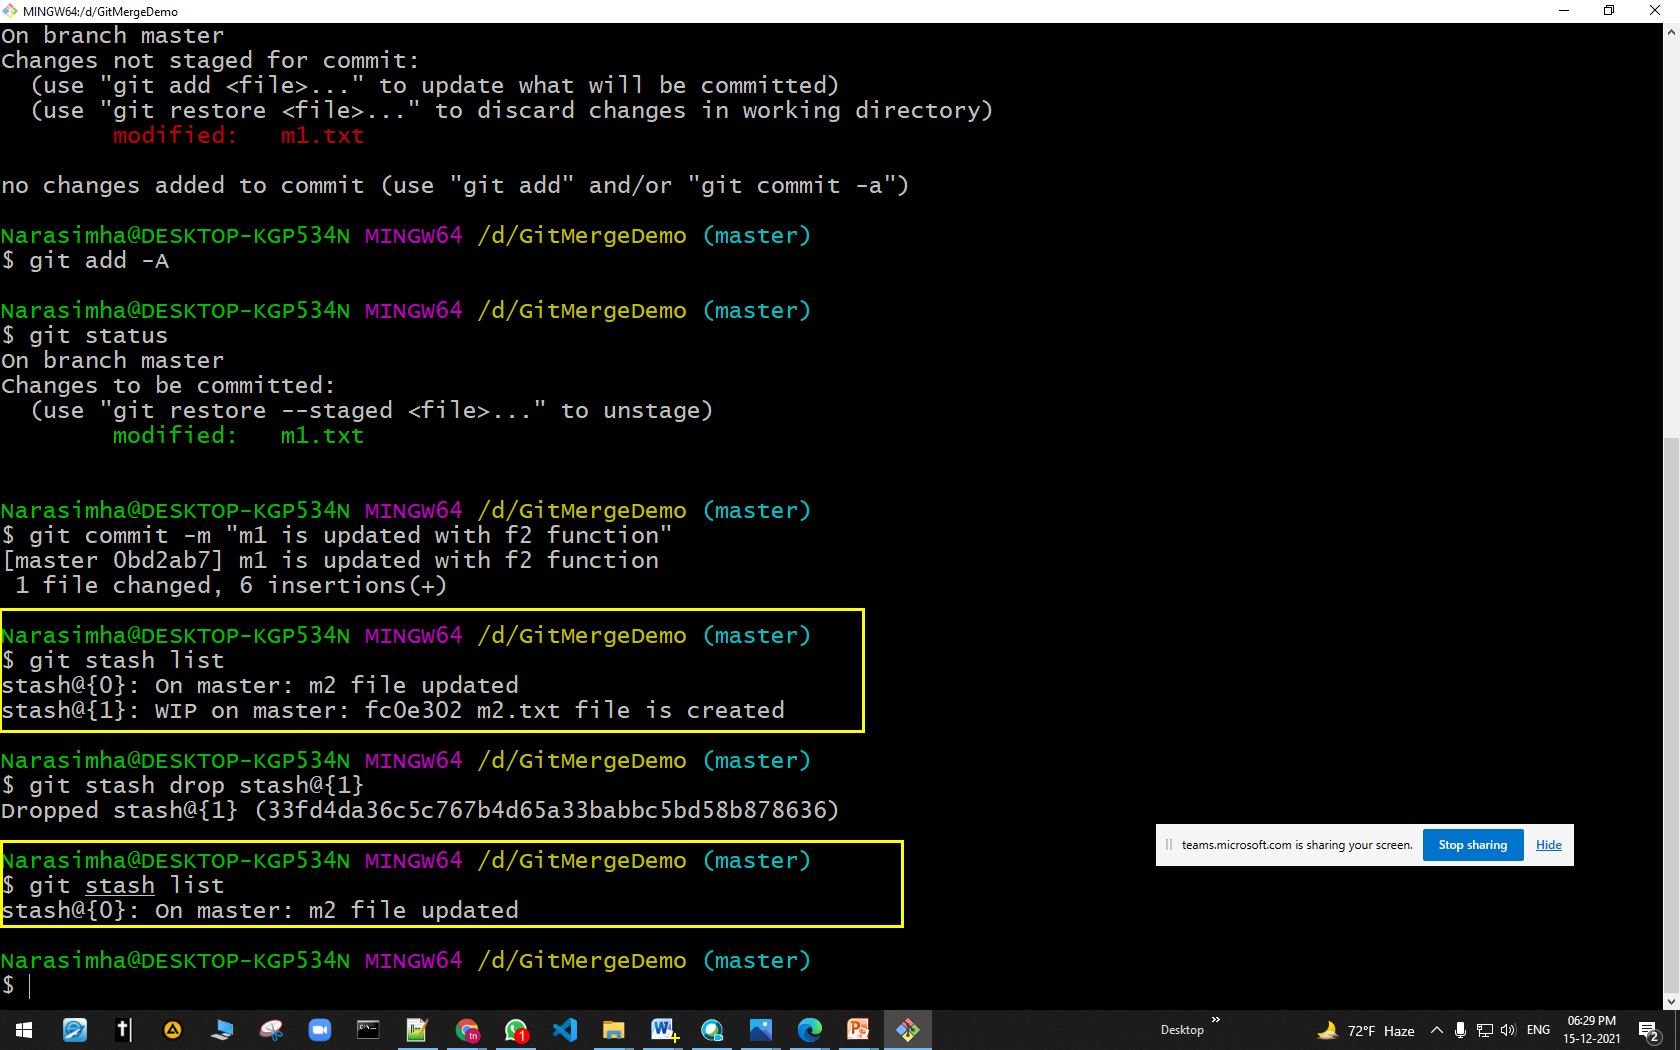 MINGW64:/d/GitMergeDemo
On branch master
Changes not staged for commit:
  (use "git add <file>..." to update what will be committed)
  (use "git restore <file>..." to discard changes in working directory)
        modified:   m1.txt
no changes added to commit (use "git add" and/or "git commit -a")
Narasimha@DESKTOP-KGP534N MINGW64 /d/GitMergeDemo (master)
$ git add -A
Narasimha@DESKTOP-KGP534N MINGW64 /d/GitMergeDemo (master)
$ git status
On branch master
Changes to be committed:
  (use "git restore --staged <file>..." to unstage)
        modified:   m1.txt
Narasimha@DESKTOP-KGP534N MINGW64 /d/GitMergeDemo (master)
$ git commit -m "m1 is updated with f2 function"
[master 0bd2ab7] m1 is updated with f2 function
 1 file changed, 6 insertions(+)
Narasimha@DESKTOP-KGP534N MINGW64 /d/GitMergeDemo (master)
$ git stash list
stash@{0}: On master: m2 file updated
stash@{1}: WIP on master: fc0e302 m2.txt file is created
Narasimha@DESKTOP-KGP534N MINGW64 /d/GitMergeDemo (master)
$ git stash drop stash@{1}
Dropped stash@{1} (33fd4da36c5c767b4d65a33babbc5bd58b878636)
teams.microsoft.com is sharing your screen. Stop sharing Hide
Narasimha@DESKTOP-KGP534N MINGW64 /d/GitMergeDemo (master)
$ git stash list
stash@{0}: On master: m2 file updated
Narasimha@DESKTOP-KGP534N MINGW64 /d/GitMergeDemo (master)
$
Desktop » 72°F Haze ENG 06:29 PM
15-12-2021 2